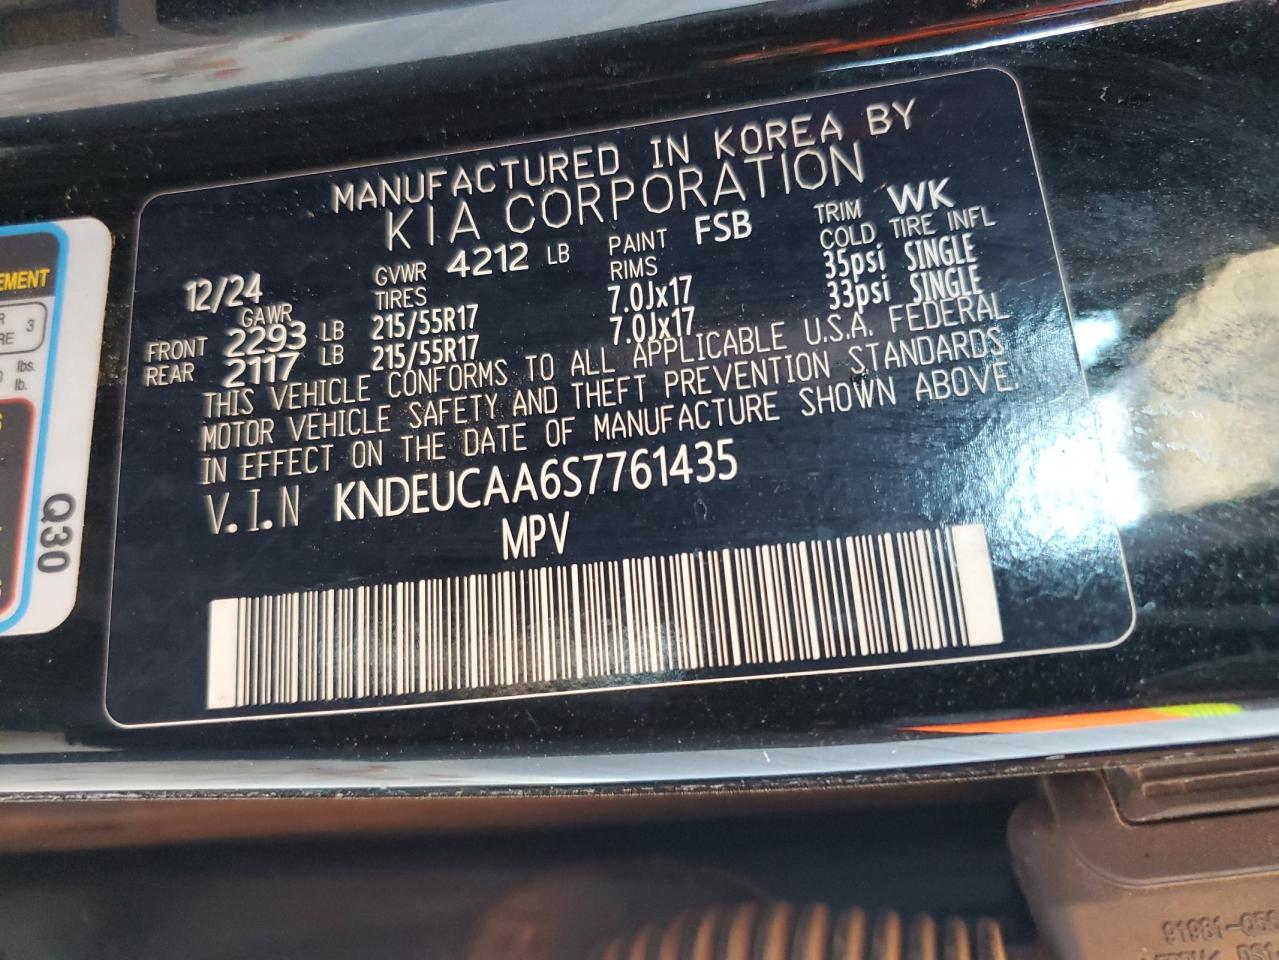 MANUFACTURED IN KOREA BY
KIA CORPORATION
12/24 GVWR 4212 LB PAINT FSB TRIM WK
GAWR TIRES RIMS COLD TIRE INFL
FRONT 2293 LB 215/55R17 7.0Jx17 35psi SINGLE
REAR 2117 LB 215/55R17 7.0Jx17 33psi SINGLE
THIS VEHICLE CONFORMS TO ALL APPLICABLE U.S.A. FEDERAL
MOTOR VEHICLE SAFETY AND THEFT PREVENTION STANDARDS
IN EFFECT ON THE DATE OF MANUFACTURE SHOWN ABOVE.
V.I.N KNDEUCAA6S7761435
MPV
3
lbs.
lb.
Q30